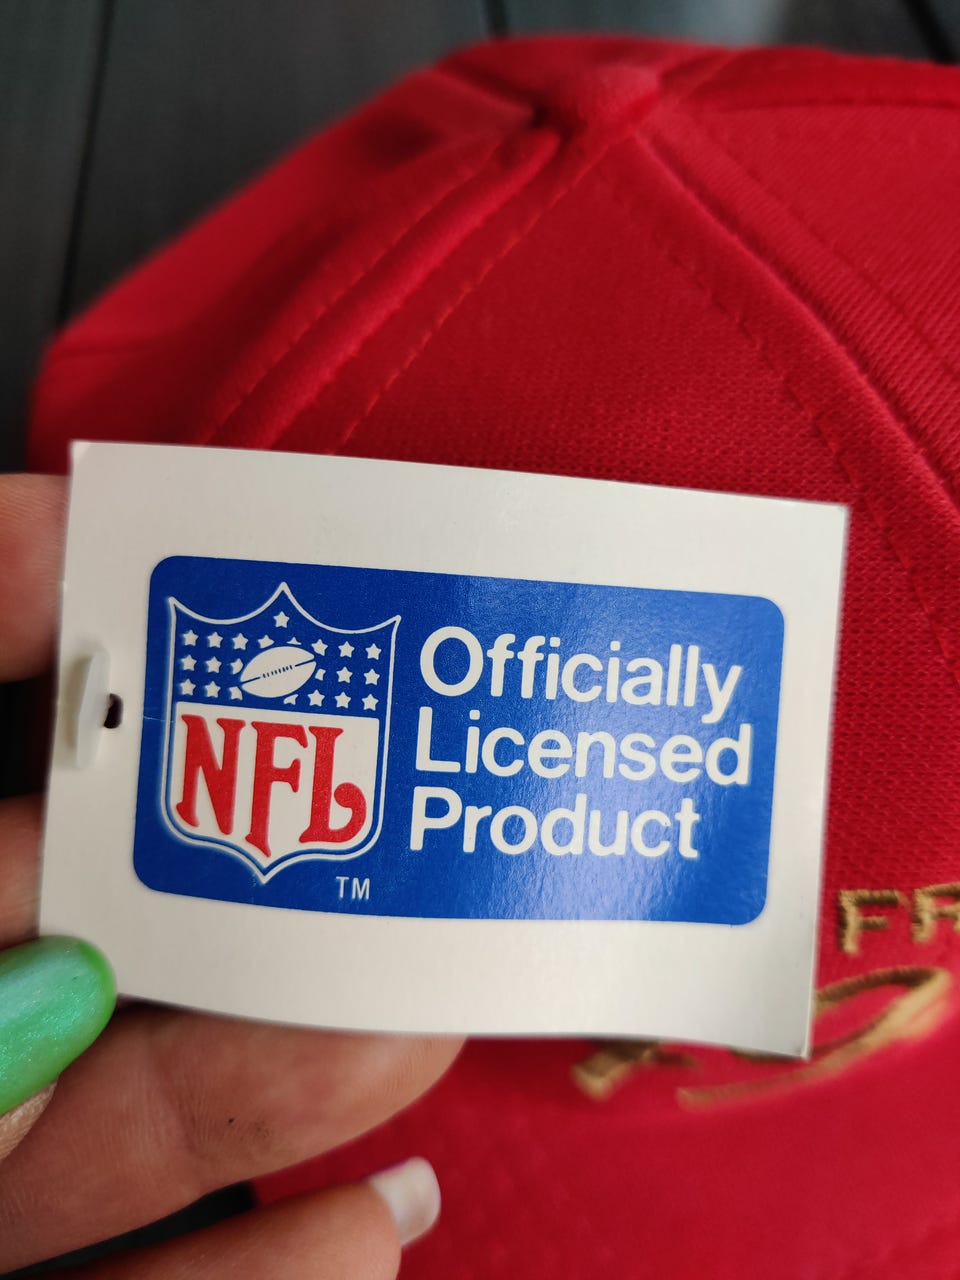 NFL
Officially
Licensed
Product
TM